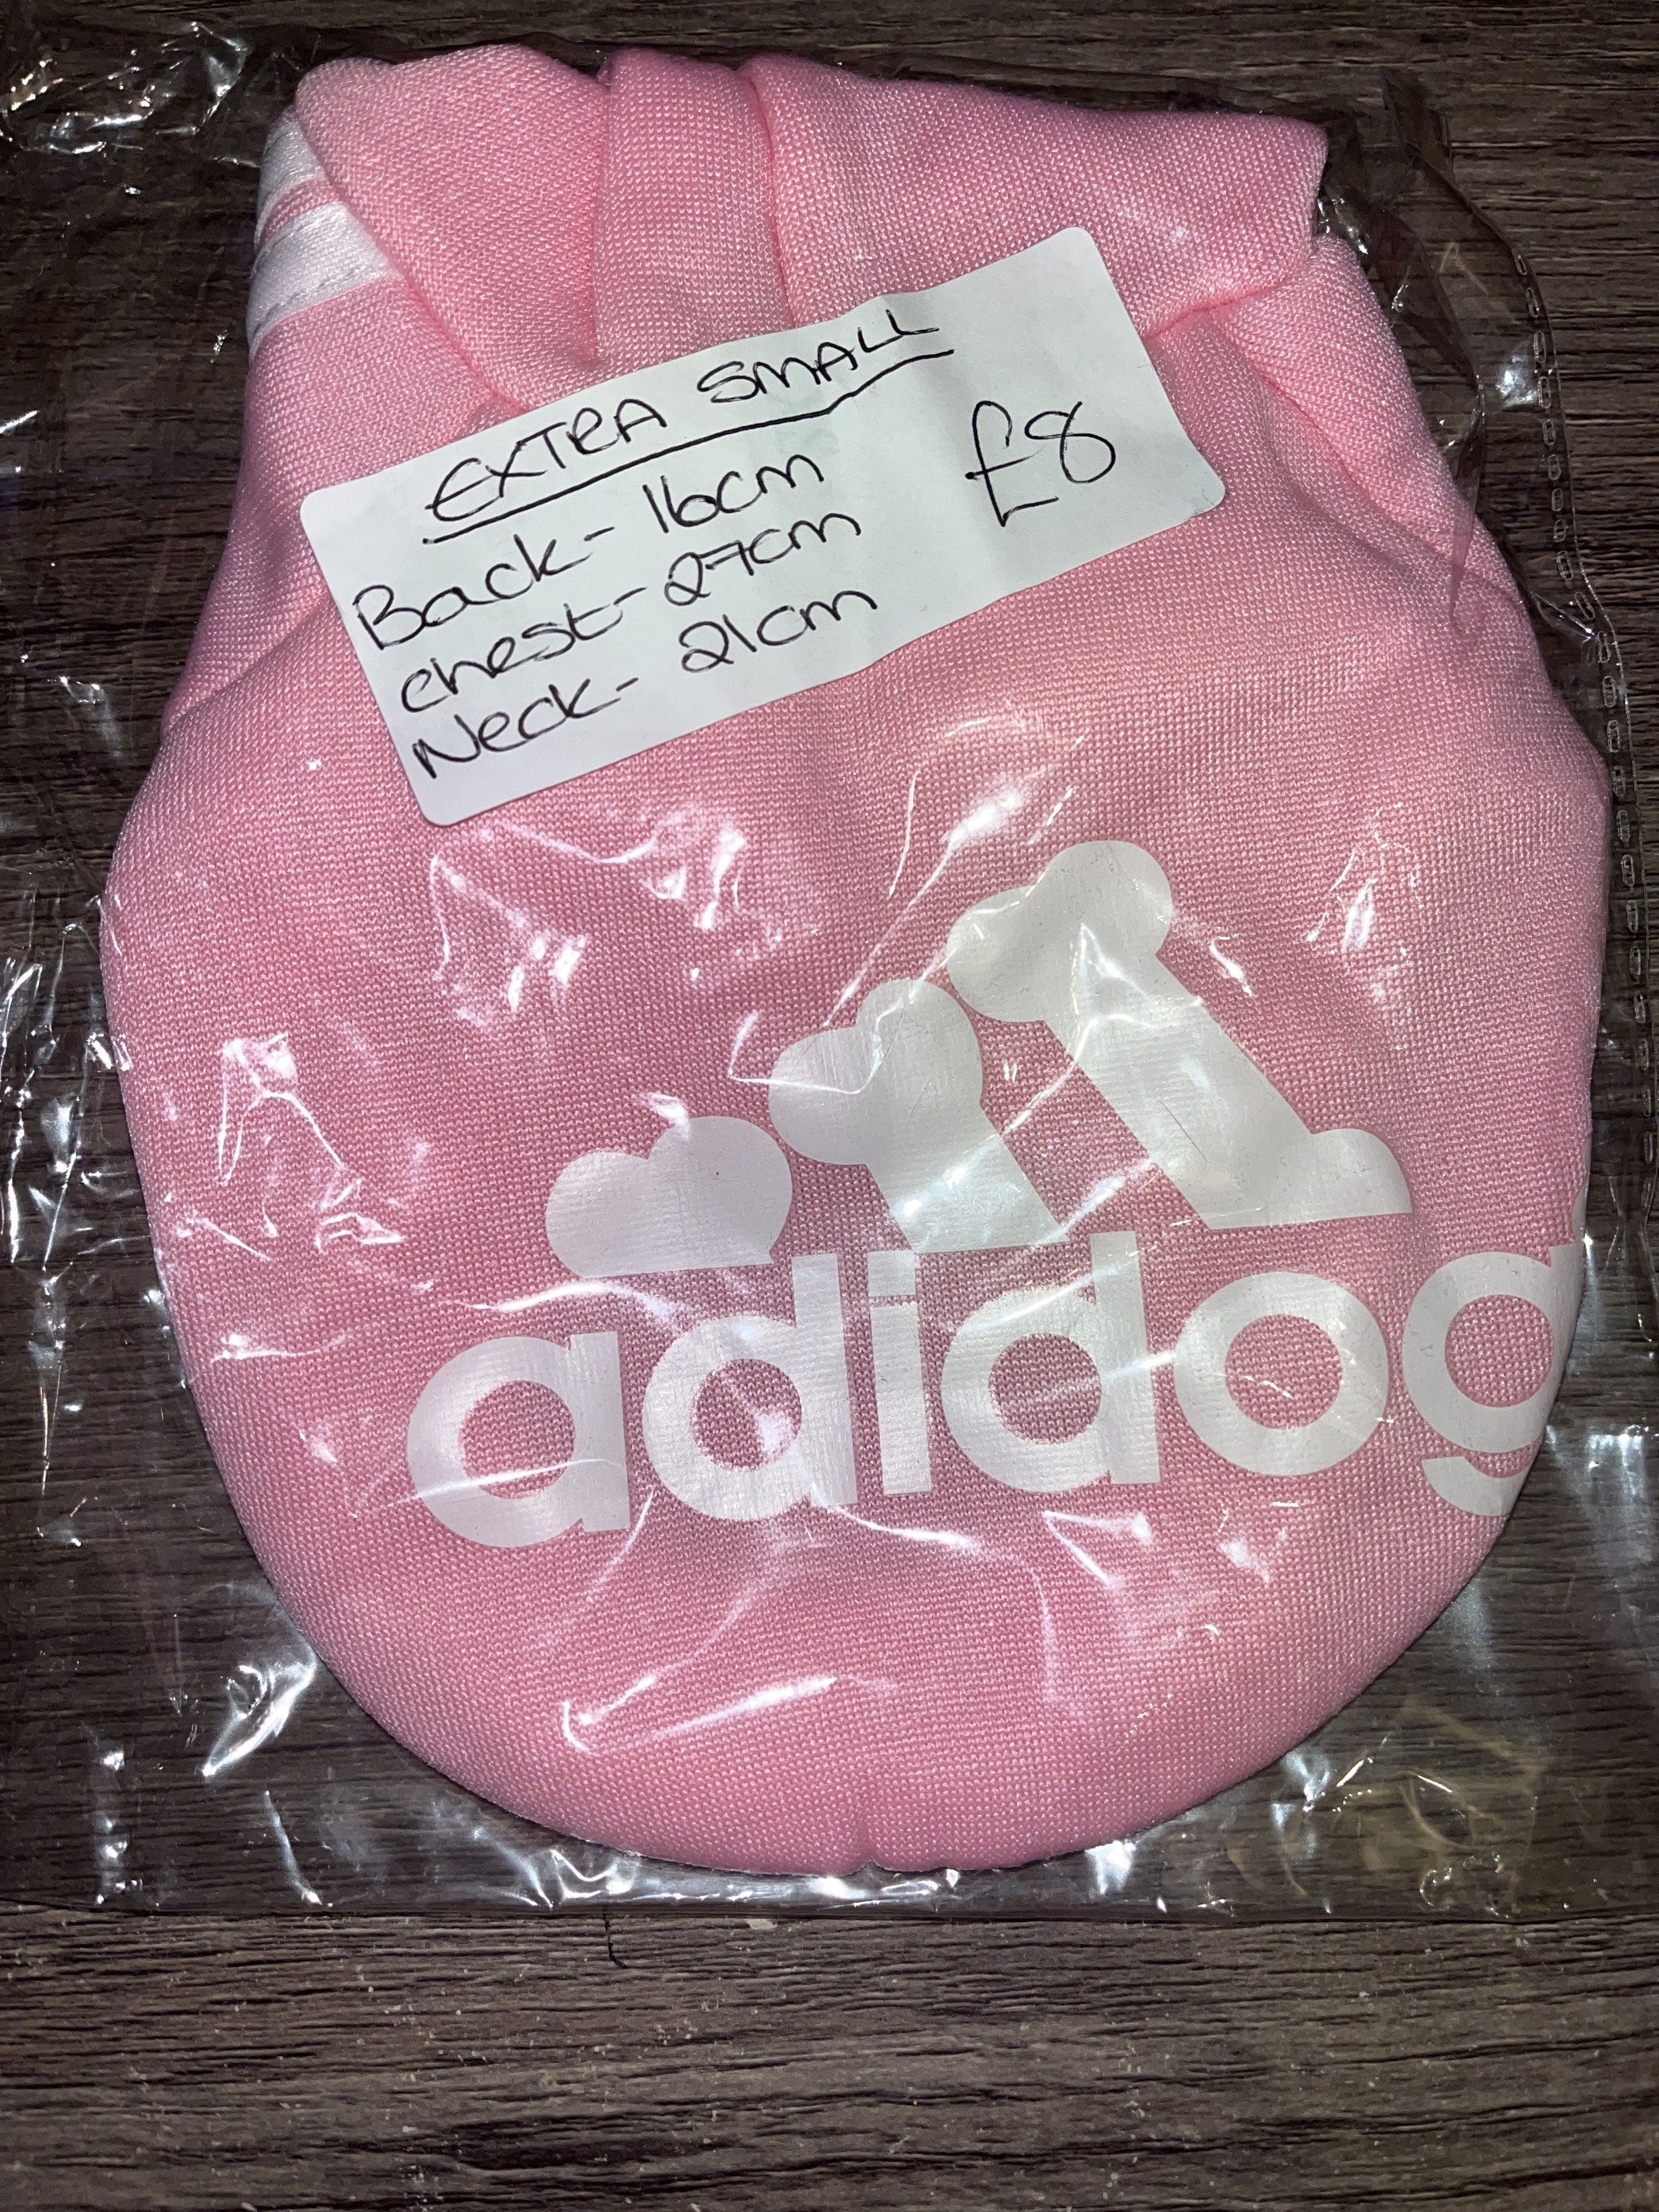 EXTRA SMALL
Back- 16cm
£8
chest- 27cm
Neck- 21cm
adidog